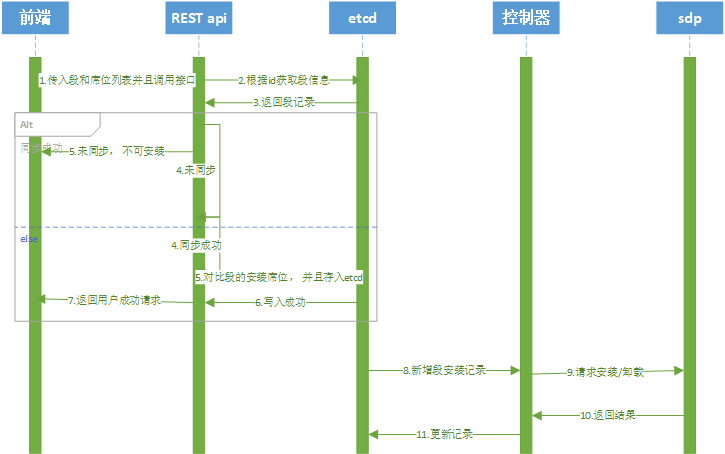 前端
REST api
etcd
控制器
sdp
1.传入段和席位列表并且调用接口
2.根据id获取段信息
3.返回段记录
Alt
同步成功
5.未同步， 不可安装
4.未同步
else
4.同步成功
5.对比段的安装席位， 并且存入etcd
7.返回用户成功请求
6.写入成功
8.新增段安装记录
9.请求安装/卸载
10.返回结果
11.更新记录